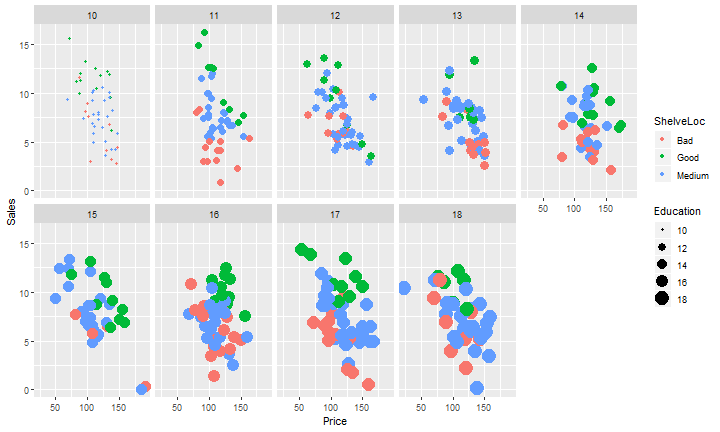 10 11 12 13 14
15
10
5
0
50 100 150
ShelveLoc
Bad
Good
Medium
Sales
Education
10
12
14
16
18
15 16 17 18
15
10
5
0
50 100 150 50 100 150 50 100 150 50 100 150
Price